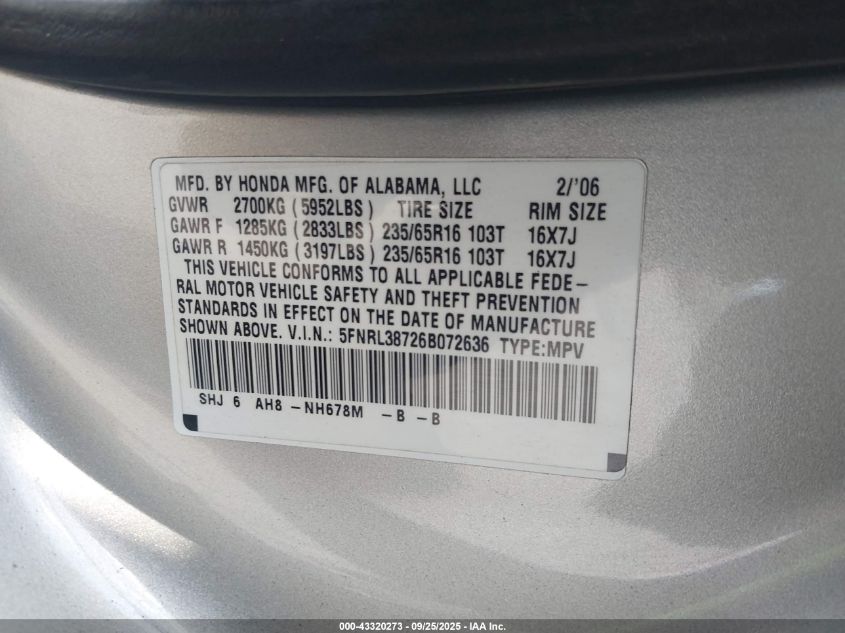 MFD. BY HONDA MFG. OF ALABAMA, LLC 2/'06
GVWR 2700KG (5952LBS) TIRE SIZE RIM SIZE
GAWR F 1285KG (2833LBS) 235/65R16 103T 16X7J
GAWR R 1450KG (3197LBS) 235/65R16 103T 16X7J
THIS VEHICLE CONFORMS TO ALL APPLICABLE FEDE-
RAL MOTOR VEHICLE SAFETY AND THEFT PREVENTION
STANDARDS IN EFFECT ON THE DATE OF MANUFACTURE
SHOWN ABOVE. V.I.N.: 5FNRL38726B072636 TYPE:MPV
SHJ 6 AH8 -NH678M -B -B
000-43320273 - 09/25/2025 - IAA Inc.